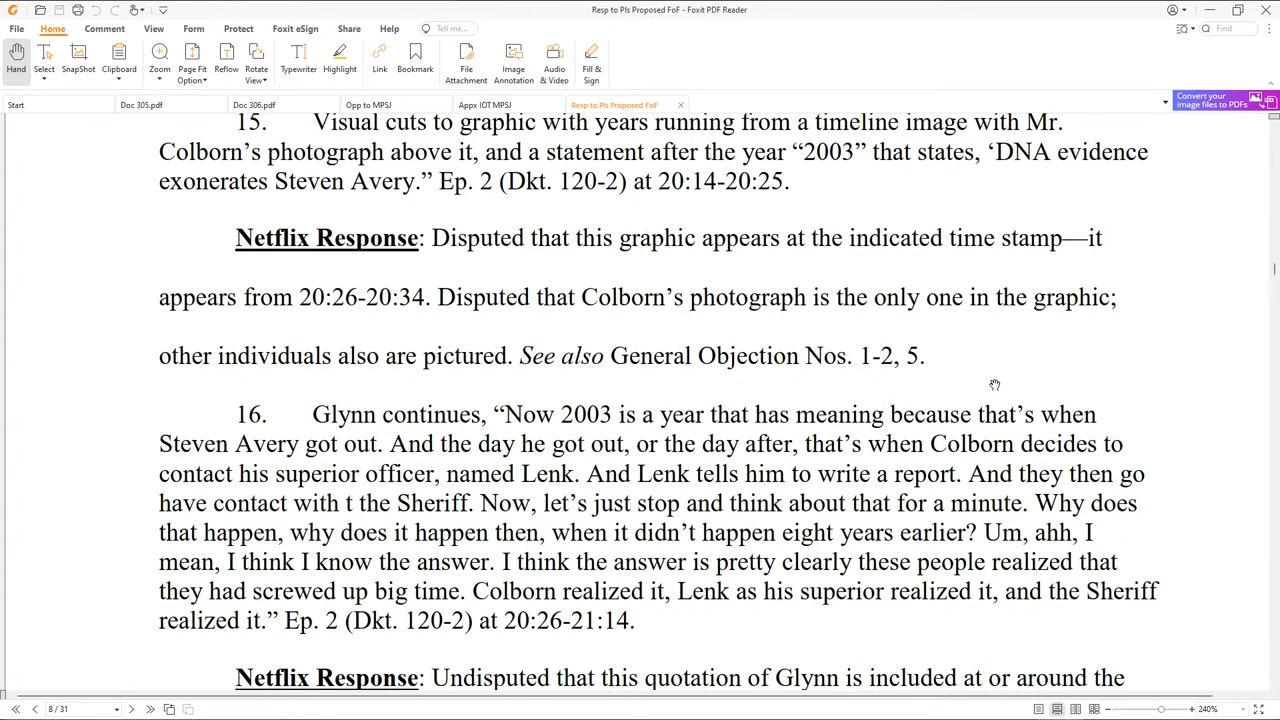 Resp to Pls Proposed FoF - Foxit PDF Reader
File Home Comment View Form Protect Foxit eSign Share Help Tell me... Find
Hand Select SnapShot Clipboard Zoom Page Fit Option Reflow Rotate View Typewriter Highlight Link Bookmark File Attachment Image Annotation Audio & Video Fill & Sign
Start Doc 305.pdf Doc 306.pdf Opp to MPSJ Appx IOT MPSJ Resp to Pls Proposed FoF
Convert your
image files to PDFs
15. Visual cuts to graphic with years running from a timeline image with Mr.
Colborn’s photograph above it, and a statement after the year “2003” that states, ‘DNA evidence
exonerates Steven Avery.” Ep. 2 (Dkt. 120-2) at 20:14-20:25.
Netflix Response: Disputed that this graphic appears at the indicated time stamp—it
appears from 20:26-20:34. Disputed that Colborn’s photograph is the only one in the graphic;
other individuals also are pictured. See also General Objection Nos. 1-2, 5.
16. Glynn continues, “Now 2003 is a year that has meaning because that’s when
Steven Avery got out. And the day he got out, or the day after, that’s when Colborn decides to
contact his superior officer, named Lenk. And Lenk tells him to write a report. And they then go
have contact with t the Sheriff. Now, let’s just stop and think about that for a minute. Why does
that happen, why does it happen then, when it didn’t happen eight years earlier? Um, ahh, I
mean, I think I know the answer. I think the answer is pretty clearly these people realized that
they had screwed up big time. Colborn realized it, Lenk as his superior realized it, and the Sheriff
realized it.” Ep. 2 (Dkt. 120-2) at 20:26-21:14.
Netflix Response: Undisputed that this quotation of Glynn is included at or around the
8 / 31 240%